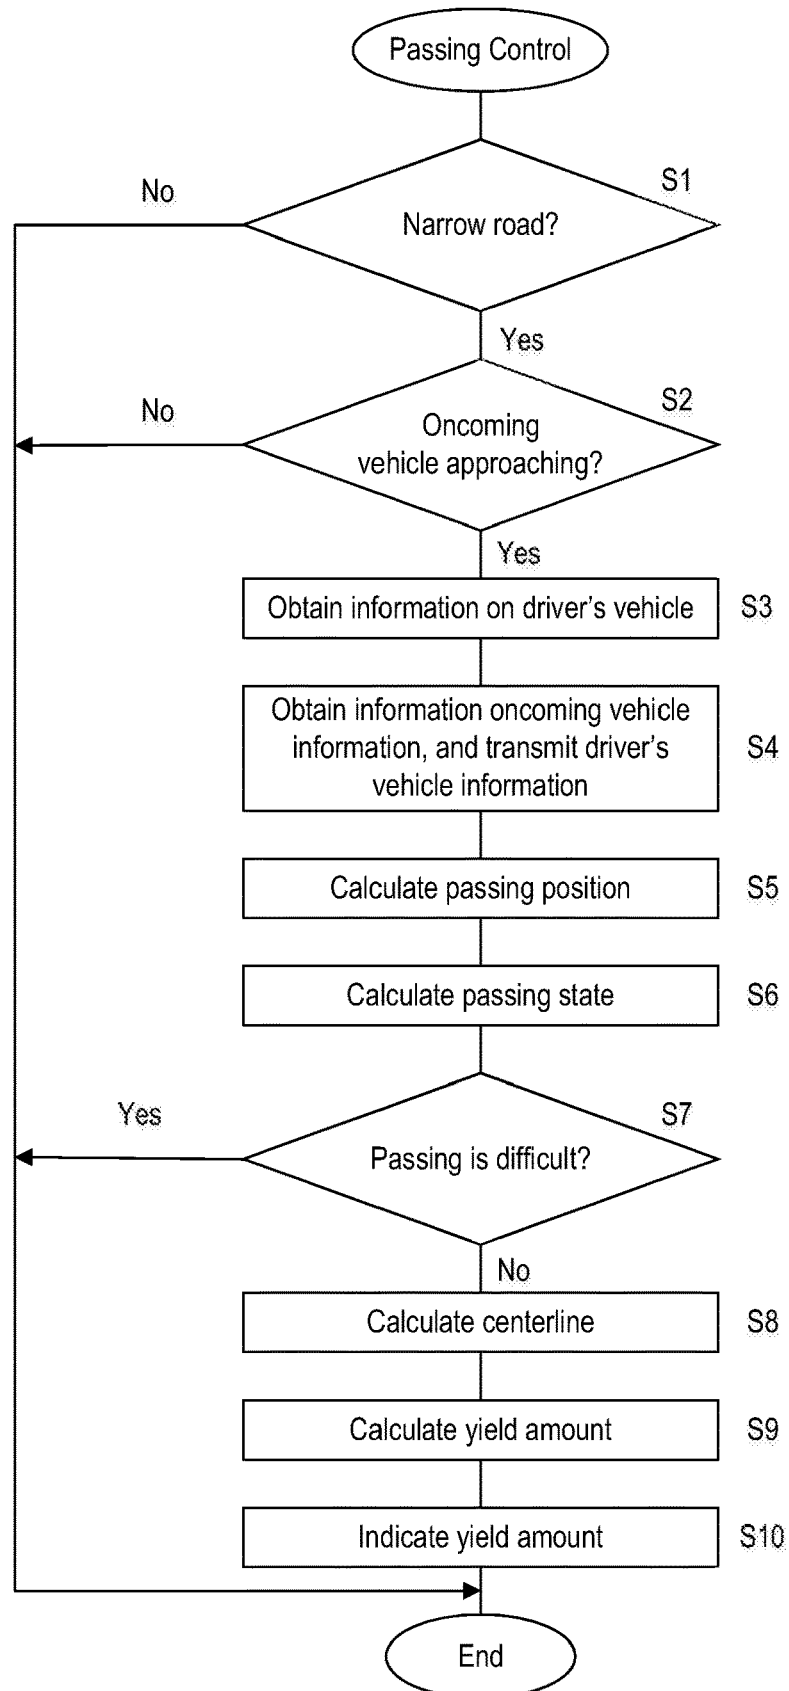 Passing Control
S1
No
Narrow road?
Yes
S2
No
Oncoming
vehicle approaching?
Yes
Obtain information on driver's vehicle
S3
Obtain information oncoming vehicle
information, and transmit driver's
vehicle information
S4
Calculate passing position
S5
Calculate passing state
S6
Yes
S7
Passing is difficult?
No
Calculate centerline
S8
Calculate yield amount
S9
Indicate yield amount
S10
End